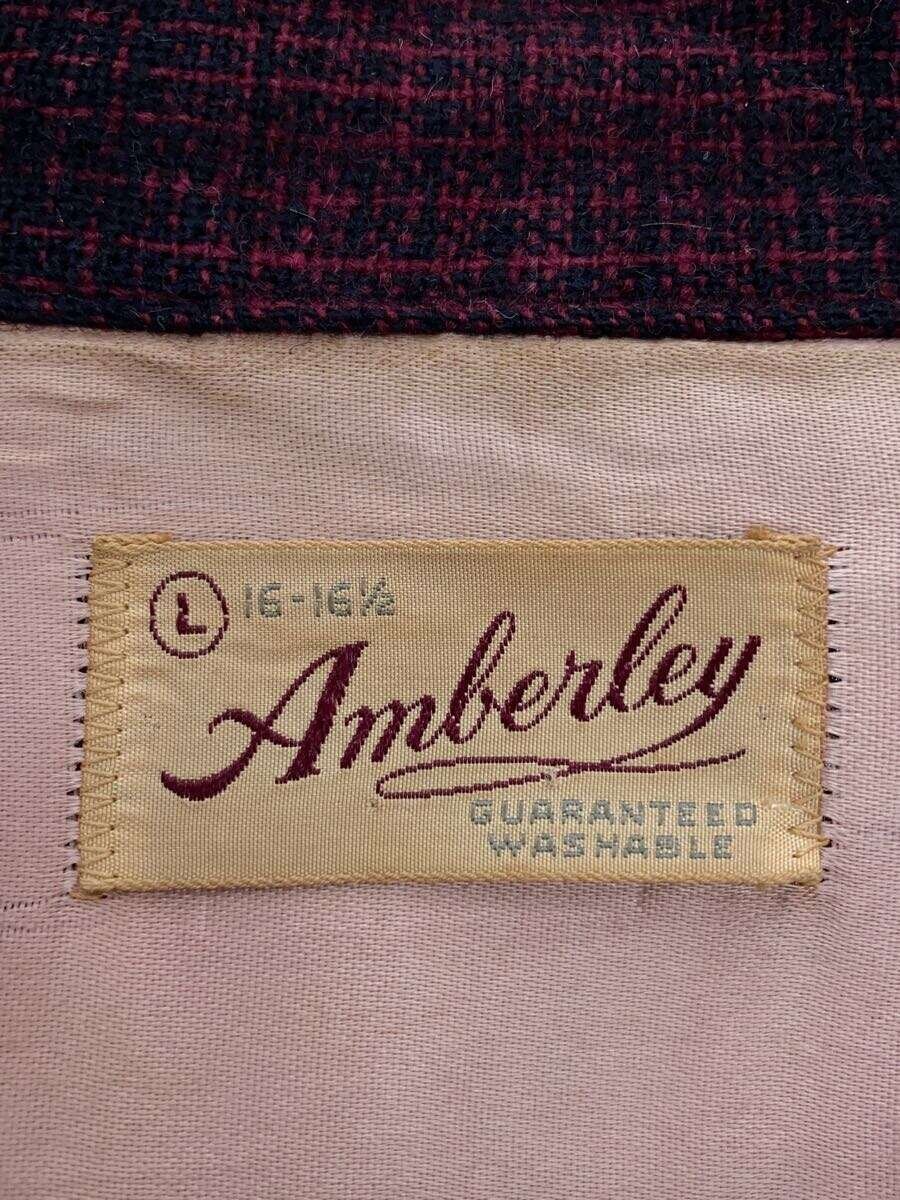 L 16-16½
Amberley
GUARANTEED
WASHABLE